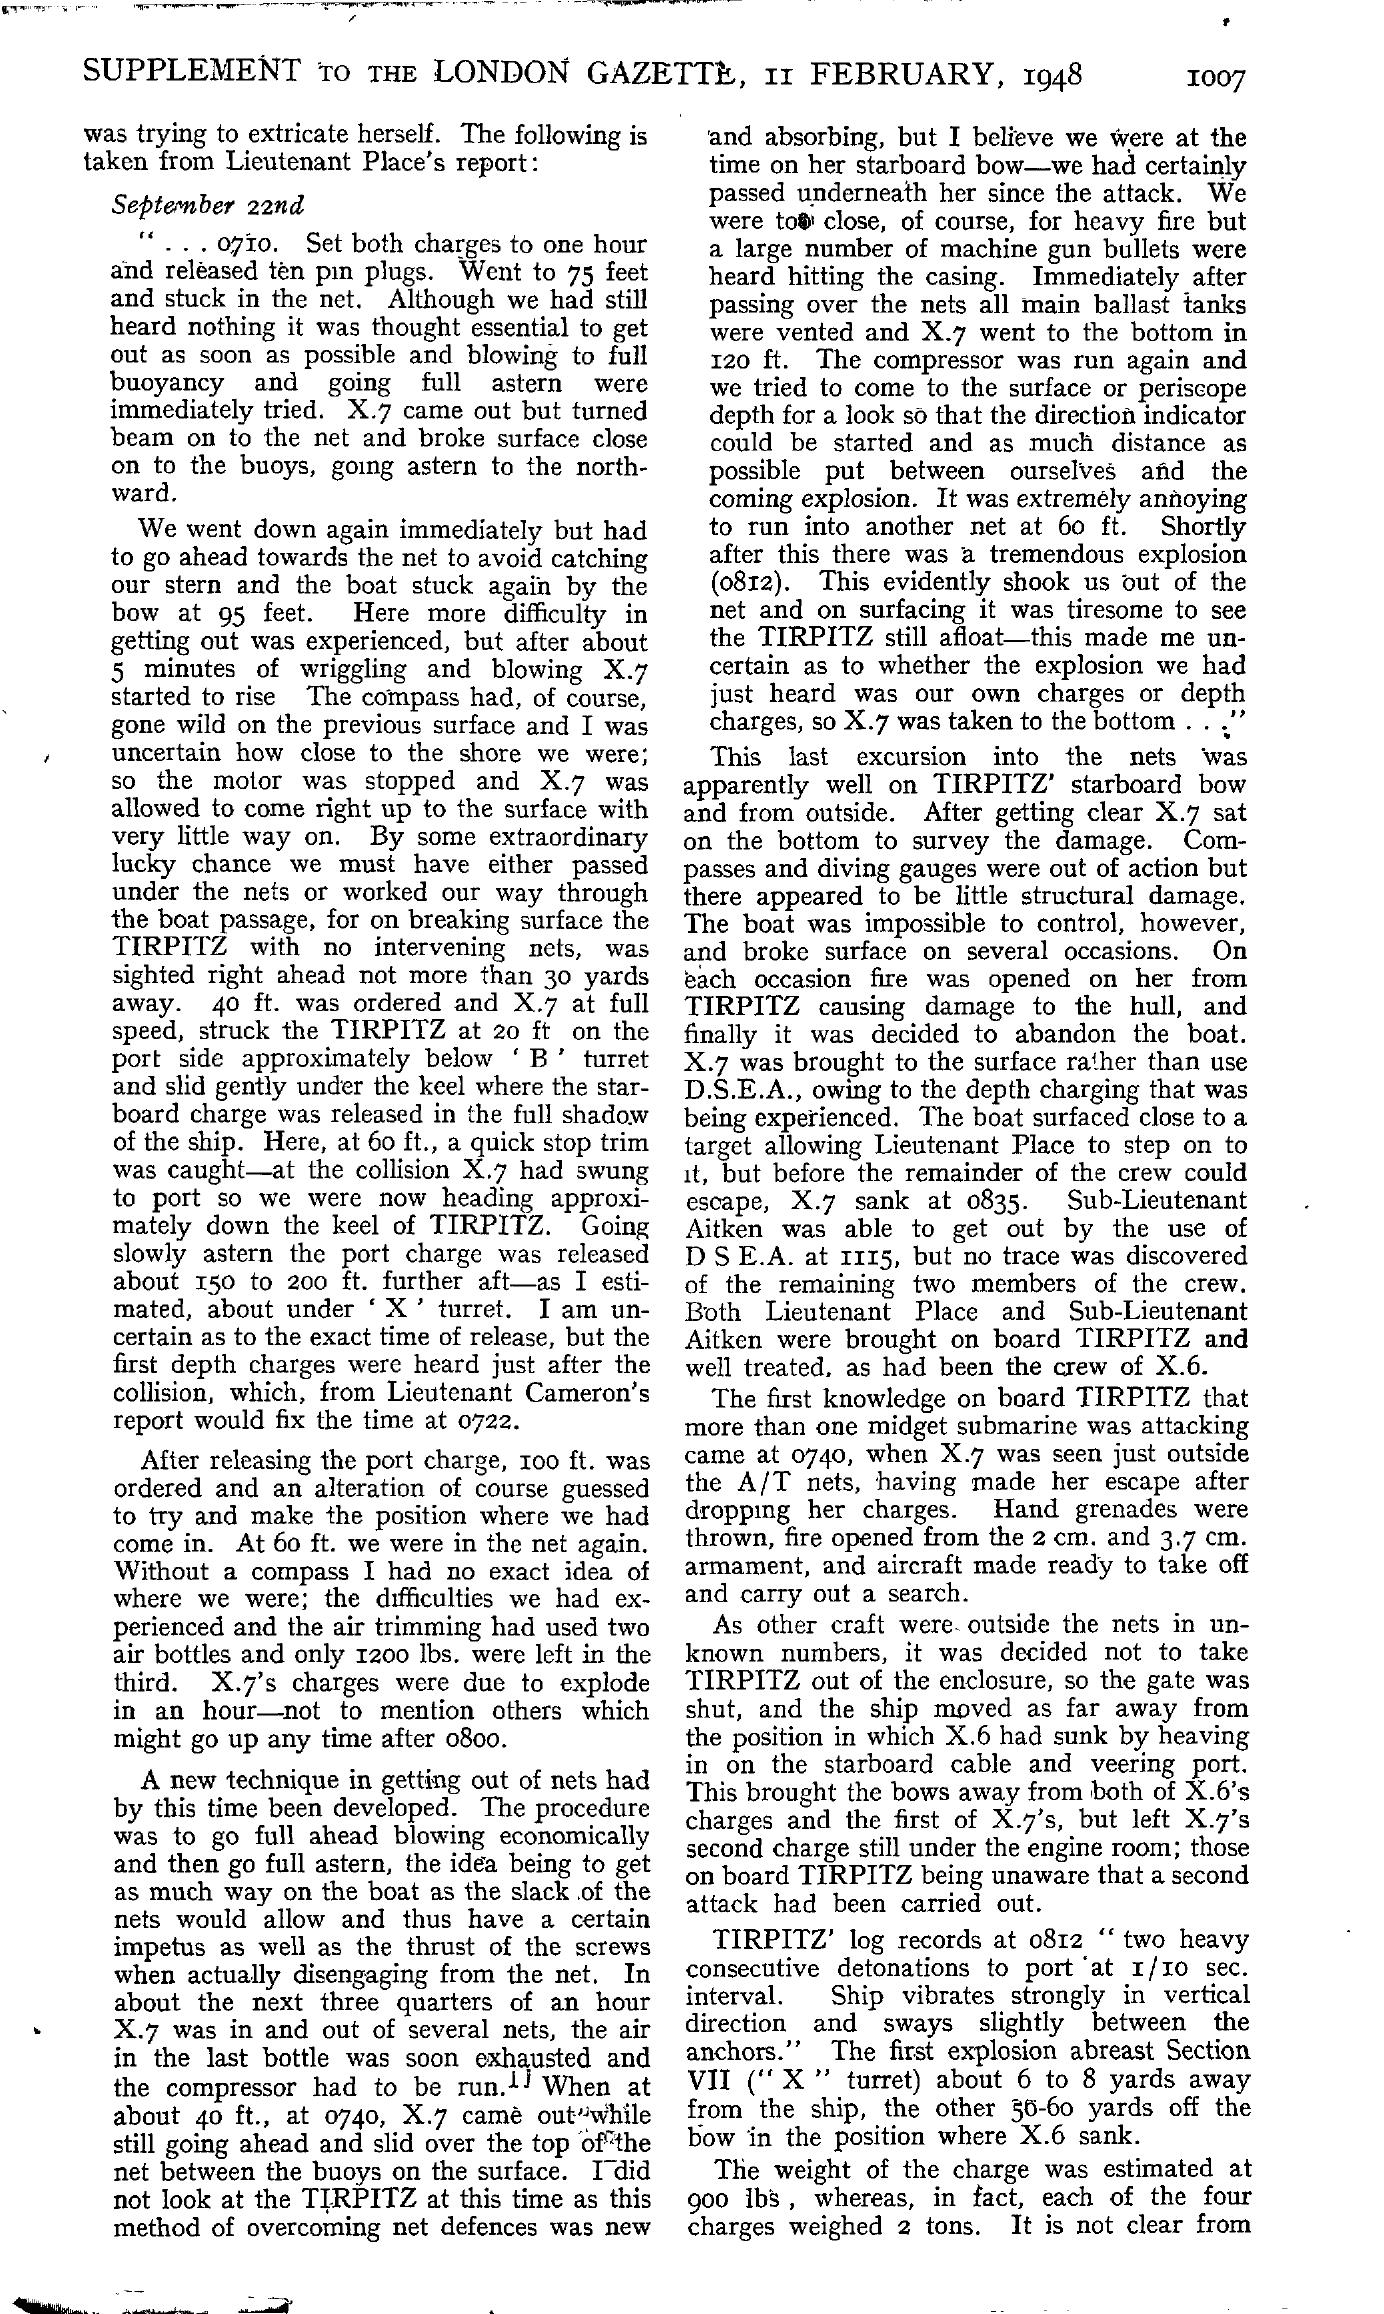 SUPPLEMENT TO THE LONDON GAZETTE, 11 FEBRUARY, 1948 1007
was trying to extricate herself. The following is
taken from Lieutenant Place's report:
September 22nd
" . . . 0710. Set both charges to one hour
and released ten pin plugs. Went to 75 feet
and stuck in the net. Although we had still
heard nothing it was thought essential to get
out as soon as possible and blowing to full
buoyancy and going full astern were
immediately tried. X.7 came out but turned
beam on to the net and broke surface close
on to the buoys, going astern to the north-
ward.
We went down again immediately but had
to go ahead towards the net to avoid catching
our stern and the boat stuck again by the
bow at 95 feet. Here more difficulty in
getting out was experienced, but after about
5 minutes of wriggling and blowing X.7
started to rise The compass had, of course,
gone wild on the previous surface and I was
uncertain how close to the shore we were;
so the motor was stopped and X.7 was
allowed to come right up to the surface with
very little way on. By some extraordinary
lucky chance we must have either passed
under the nets or worked our way through
the boat passage, for on breaking surface the
TIRPITZ with no intervening nets, was
sighted right ahead not more than 30 yards
away. 40 ft. was ordered and X.7 at full
speed, struck the TIRPITZ at 20 ft on the
port side approximately below ' B ' turret
and slid gently under the keel where the star-
board charge was released in the full shadow
of the ship. Here, at 60 ft., a quick stop trim
was caught—at the collision X.7 had swung
to port so we were now heading approxi-
mately down the keel of TIRPITZ. Going
slowly astern the port charge was released
about 150 to 200 ft. further aft—as I esti-
mated, about under ' X ' turret. I am un-
certain as to the exact time of release, but the
first depth charges were heard just after the
collision, which, from Lieutenant Cameron's
report would fix the time at 0722.
After releasing the port charge, 100 ft. was
ordered and an alteration of course guessed
to try and make the position where we had
come in. At 60 ft. we were in the net again.
Without a compass I had no exact idea of
where we were; the difficulties we had ex-
perienced and the air trimming had used two
air bottles and only 1200 lbs. were left in the
third. X.7's charges were due to explode
in an hour—not to mention others which
might go up any time after 0800.
A new technique in getting out of nets had
by this time been developed. The procedure
was to go full ahead blowing economically
and then go full astern, the idea being to get
as much way on the boat as the slack of the
nets would allow and thus have a certain
impetus as well as the thrust of the screws
when actually disengaging from the net. In
about the next three quarters of an hour
X.7 was in and out of several nets, the air
in the last bottle was soon exhausted and
the compressor had to be run. When at
about 40 ft., at 0740, X.7 came out while
still going ahead and slid over the top of the
net between the buoys on the surface. I did
not look at the TIRPITZ at this time as this
method of overcoming net defences was new
and absorbing, but I believe we were at the
time on her starboard bow—we had certainly
passed underneath her since the attack. We
were too close, of course, for heavy fire but
a large number of machine gun bullets were
heard hitting the casing. Immediately after
passing over the nets all main ballast tanks
were vented and X.7 went to the bottom in
120 ft. The compressor was run again and
we tried to come to the surface or periscope
depth for a look so that the direction indicator
could be started and as much distance as
possible put between ourselves and the
coming explosion. It was extremely annoying
to run into another net at 60 ft. Shortly
after this there was a tremendous explosion
(0812). This evidently shook us out of the
net and on surfacing it was tiresome to see
the TIRPITZ still afloat—this made me un-
certain as to whether the explosion we had
just heard was our own charges or depth
charges, so X.7 was taken to the bottom . . ."
This last excursion into the nets was
apparently well on TIRPITZ' starboard bow
and from outside. After getting clear X.7 sat
on the bottom to survey the damage. Com-
passes and diving gauges were out of action but
there appeared to be little structural damage.
The boat was impossible to control, however,
and broke surface on several occasions. On
each occasion fire was opened on her from
TIRPITZ causing damage to the hull, and
finally it was decided to abandon the boat.
X.7 was brought to the surface rather than use
D.S.E.A., owing to the depth charging that was
being experienced. The boat surfaced close to a
target allowing Lieutenant Place to step on to
it, but before the remainder of the crew could
escape, X.7 sank at 0835. Sub-Lieutenant
Aitken was able to get out by the use of
D S E.A. at 1115, but no trace was discovered
of the remaining two members of the crew.
Both Lieutenant Place and Sub-Lieutenant
Aitken were brought on board TIRPITZ and
well treated, as had been the crew of X.6.
The first knowledge on board TIRPITZ that
more than one midget submarine was attacking
came at 0740, when X.7 was seen just outside
the A/T nets, having made her escape after
dropping her charges. Hand grenades were
thrown, fire opened from the 2 cm. and 3.7 cm.
armament, and aircraft made ready to take off
and carry out a search.
As other craft were outside the nets in un-
known numbers, it was decided not to take
TIRPITZ out of the enclosure, so the gate was
shut, and the ship moved as far away from
the position in which X.6 had sunk by heaving
in on the starboard cable and veering port.
This brought the bows away from both of X.6's
charges and the first of X.7's, but left X.7's
second charge still under the engine room; those
on board TIRPITZ being unaware that a second
attack had been carried out.
TIRPITZ' log records at 0812 " two heavy
consecutive detonations to port at 1/10 sec.
interval. Ship vibrates strongly in vertical
direction and sways slightly between the
anchors." The first explosion abreast Section
VII (" X " turret) about 6 to 8 yards away
from the ship, the other 50-60 yards off the
bow in the position where X.6 sank.
The weight of the charge was estimated at
900 lbs , whereas, in fact, each of the four
charges weighed 2 tons. It is not clear from